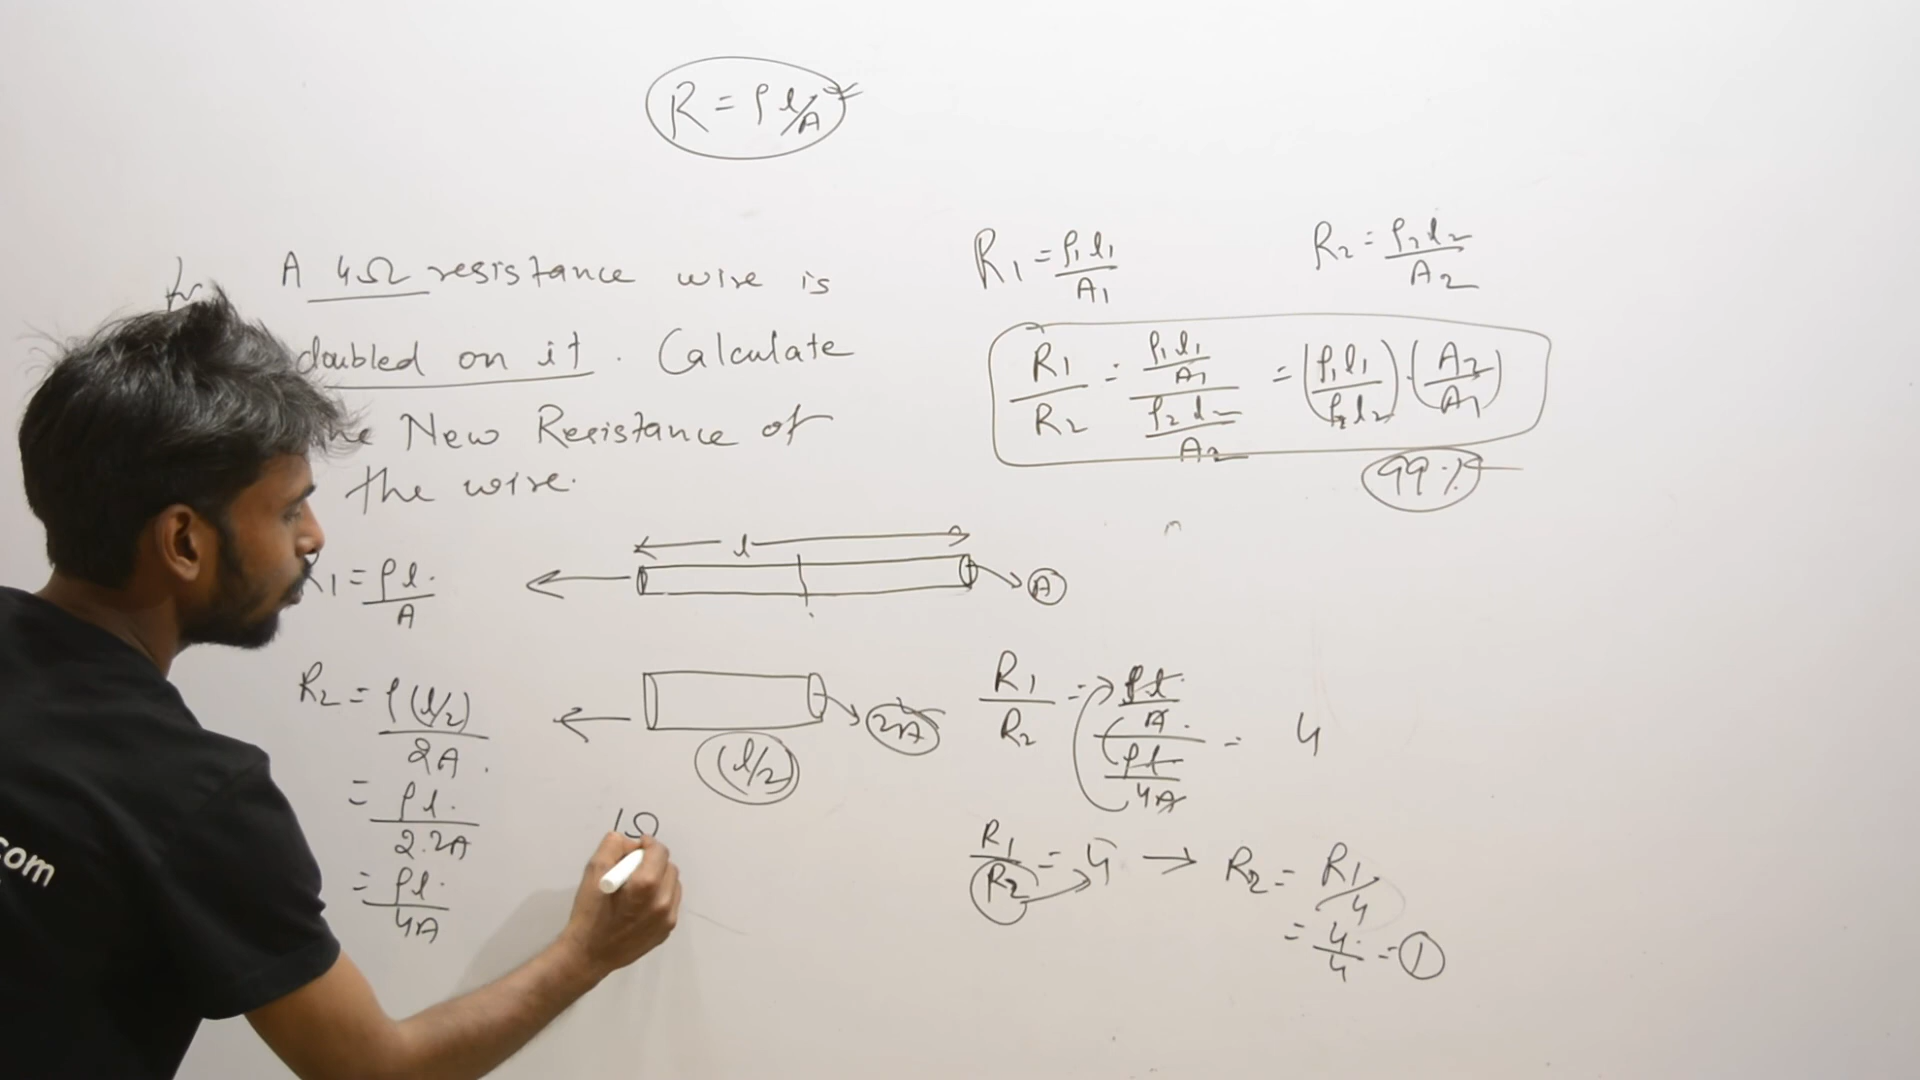 R = ρ l/A
A 4Ω resistance wire is
doubled on it. Calculate
New Resistance of
the wire.
R₁ = ρ₁l₁/A₁
R₂ = ρ₂l₂/A₂
R₁/R₂ = (ρ₁l₁/A₁)/(ρ₂l₂/A₂) = (ρ₁l₁/ρ₂l₂)·(A₂/A₁)
99%
l
A
R₁ = ρl/A
R₂ = ρ(l/2)/2A
= ρl/2.2A
= ρl/4A
2A
(l/2)
1Ω
R₁/R₂ = (ρl/A)/(ρl/4A) = 4
R₁/R₂ = 4 → R₂ = R₁/4
= 4/4 = 1
com